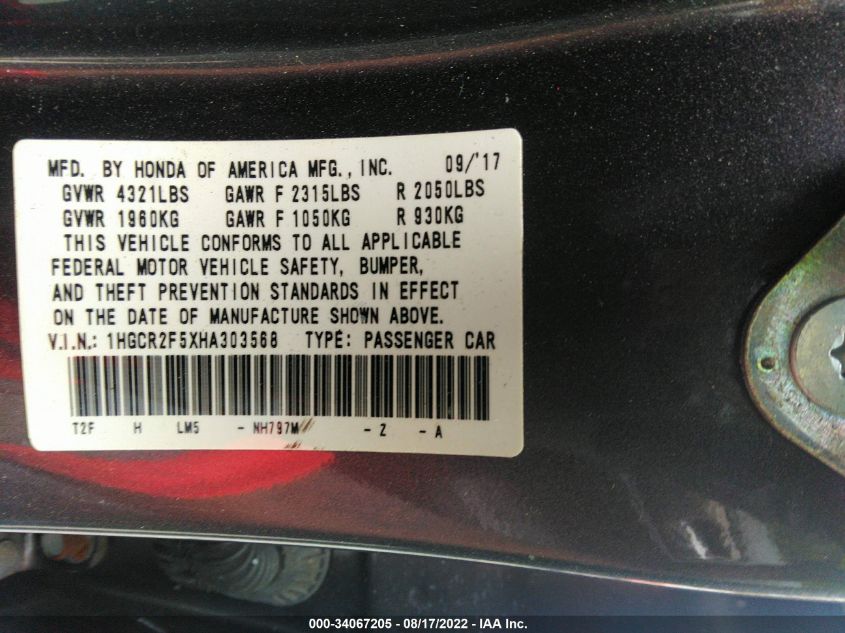 MFD. BY HONDA OF AMERICA MFG., INC. 09/'17
GVWR 4321LBS GAWR F 2315LBS R 2050LBS
GVWR 1960KG GAWR F 1050KG R 930KG
THIS VEHICLE CONFORMS TO ALL APPLICABLE
FEDERAL MOTOR VEHICLE SAFETY, BUMPER,
AND THEFT PREVENTION STANDARDS IN EFFECT
ON THE DATE OF MANUFACTURE SHOWN ABOVE.
V.I.N.: 1HGCR2F5XHA303568 TYPE: PASSENGER CAR
T2F H LM5 - NH797M - 2 - A
000-34067205 - 08/17/2022 - IAA Inc.